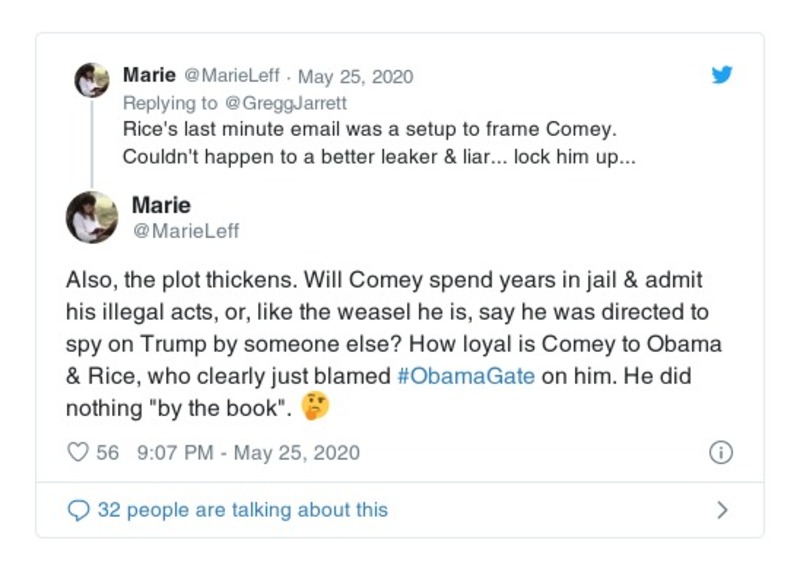 Marie @MarieLeff · May 25, 2020
Replying to @GreggJarrett
Rice's last minute email was a setup to frame Comey.
Couldn't happen to a better leaker & liar... lock him up...
Marie
@MarieLeff
Also, the plot thickens. Will Comey spend years in jail & admit
his illegal acts, or, like the weasel he is, say he was directed to
spy on Trump by someone else? How loyal is Comey to Obama
& Rice, who clearly just blamed #ObamaGate on him. He did
nothing "by the book". 🤔
56 9:07 PM - May 25, 2020
32 people are talking about this